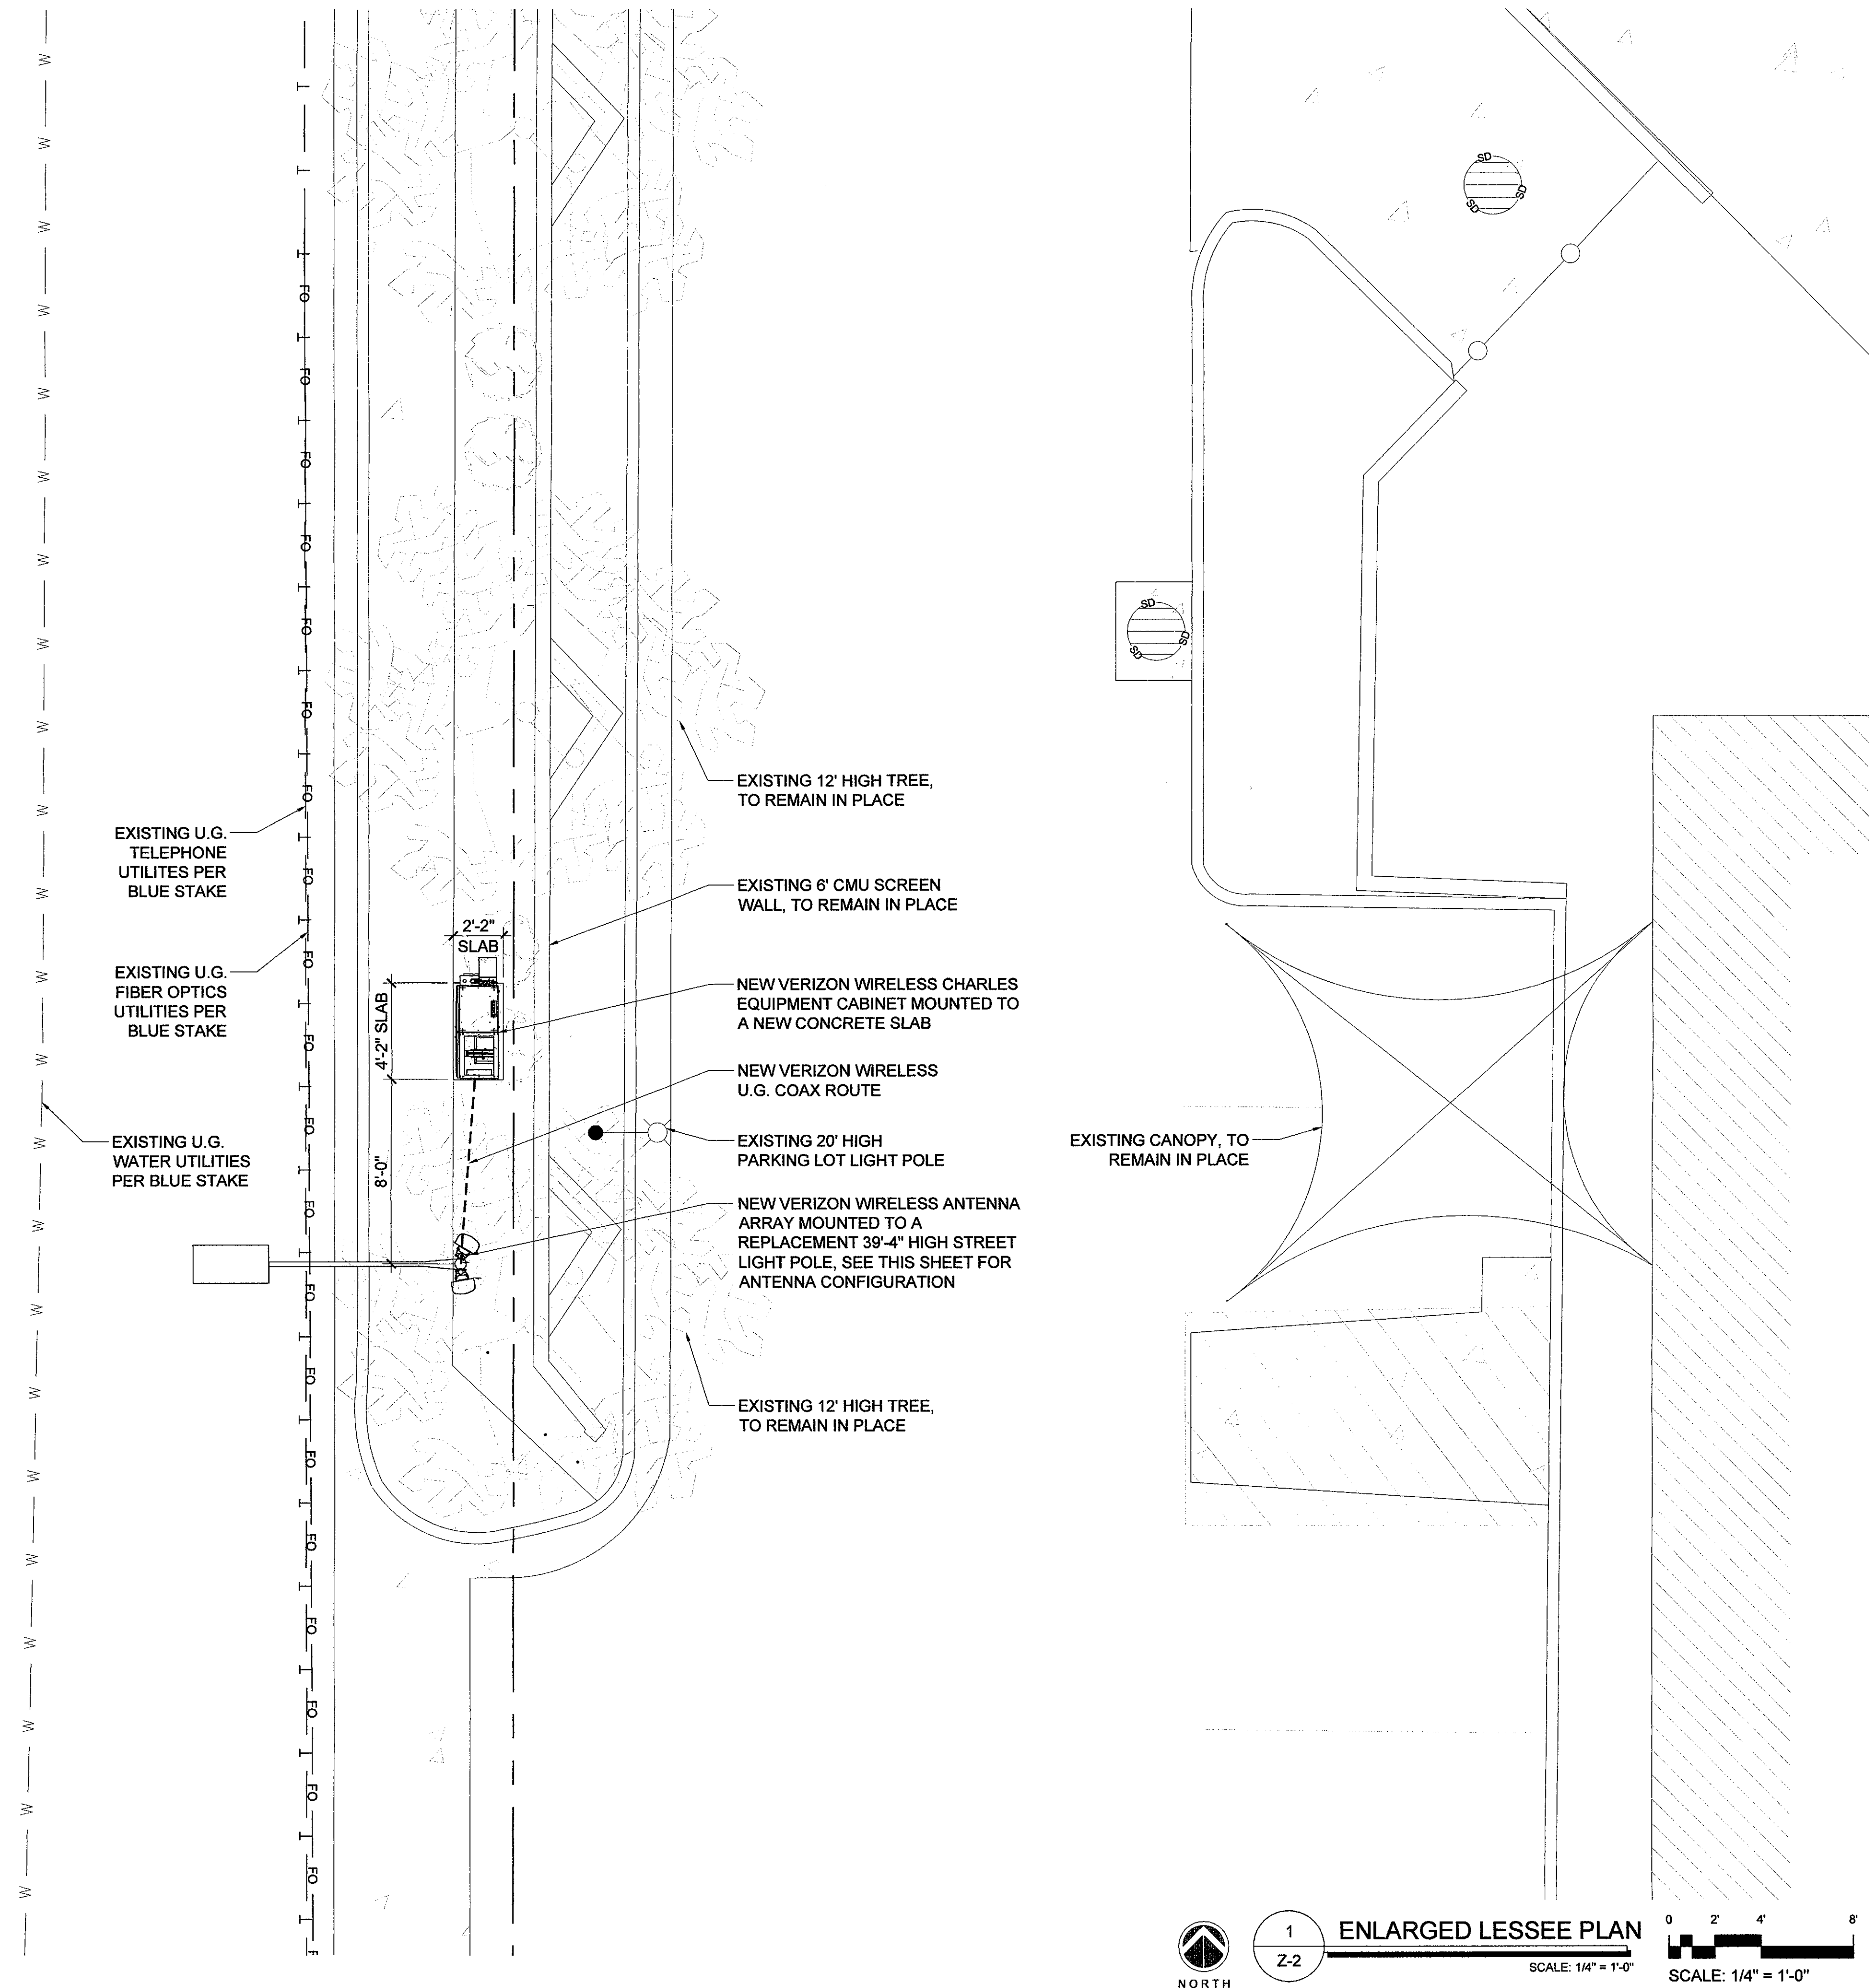 EXISTING U.G.
TELEPHONE
UTILITES PER
BLUE STAKE
EXISTING U.G.
FIBER OPTICS
UTILITIES PER
BLUE STAKE
EXISTING U.G.
WATER UTILITIES
PER BLUE STAKE
2'-2"
SLAB
4'-2" SLAB
8'-0"
EXISTING 12' HIGH TREE,
TO REMAIN IN PLACE
EXISTING 6' CMU SCREEN
WALL, TO REMAIN IN PLACE
NEW VERIZON WIRELESS CHARLES
EQUIPMENT CABINET MOUNTED TO
A NEW CONCRETE SLAB
NEW VERIZON WIRELESS
U.G. COAX ROUTE
EXISTING 20' HIGH
PARKING LOT LIGHT POLE
NEW VERIZON WIRELESS ANTENNA
ARRAY MOUNTED TO A
REPLACEMENT 39'-4" HIGH STREET
LIGHT POLE, SEE THIS SHEET FOR
ANTENNA CONFIGURATION
EXISTING 12' HIGH TREE,
TO REMAIN IN PLACE
SD
SD
SD
SD
SD
SD
EXISTING CANOPY, TO
REMAIN IN PLACE
NORTH
1
Z-2
ENLARGED LESSEE PLAN
SCALE: 1/4" = 1'-0"
0 2' 4' 8'
SCALE: 1/4" = 1'-0"